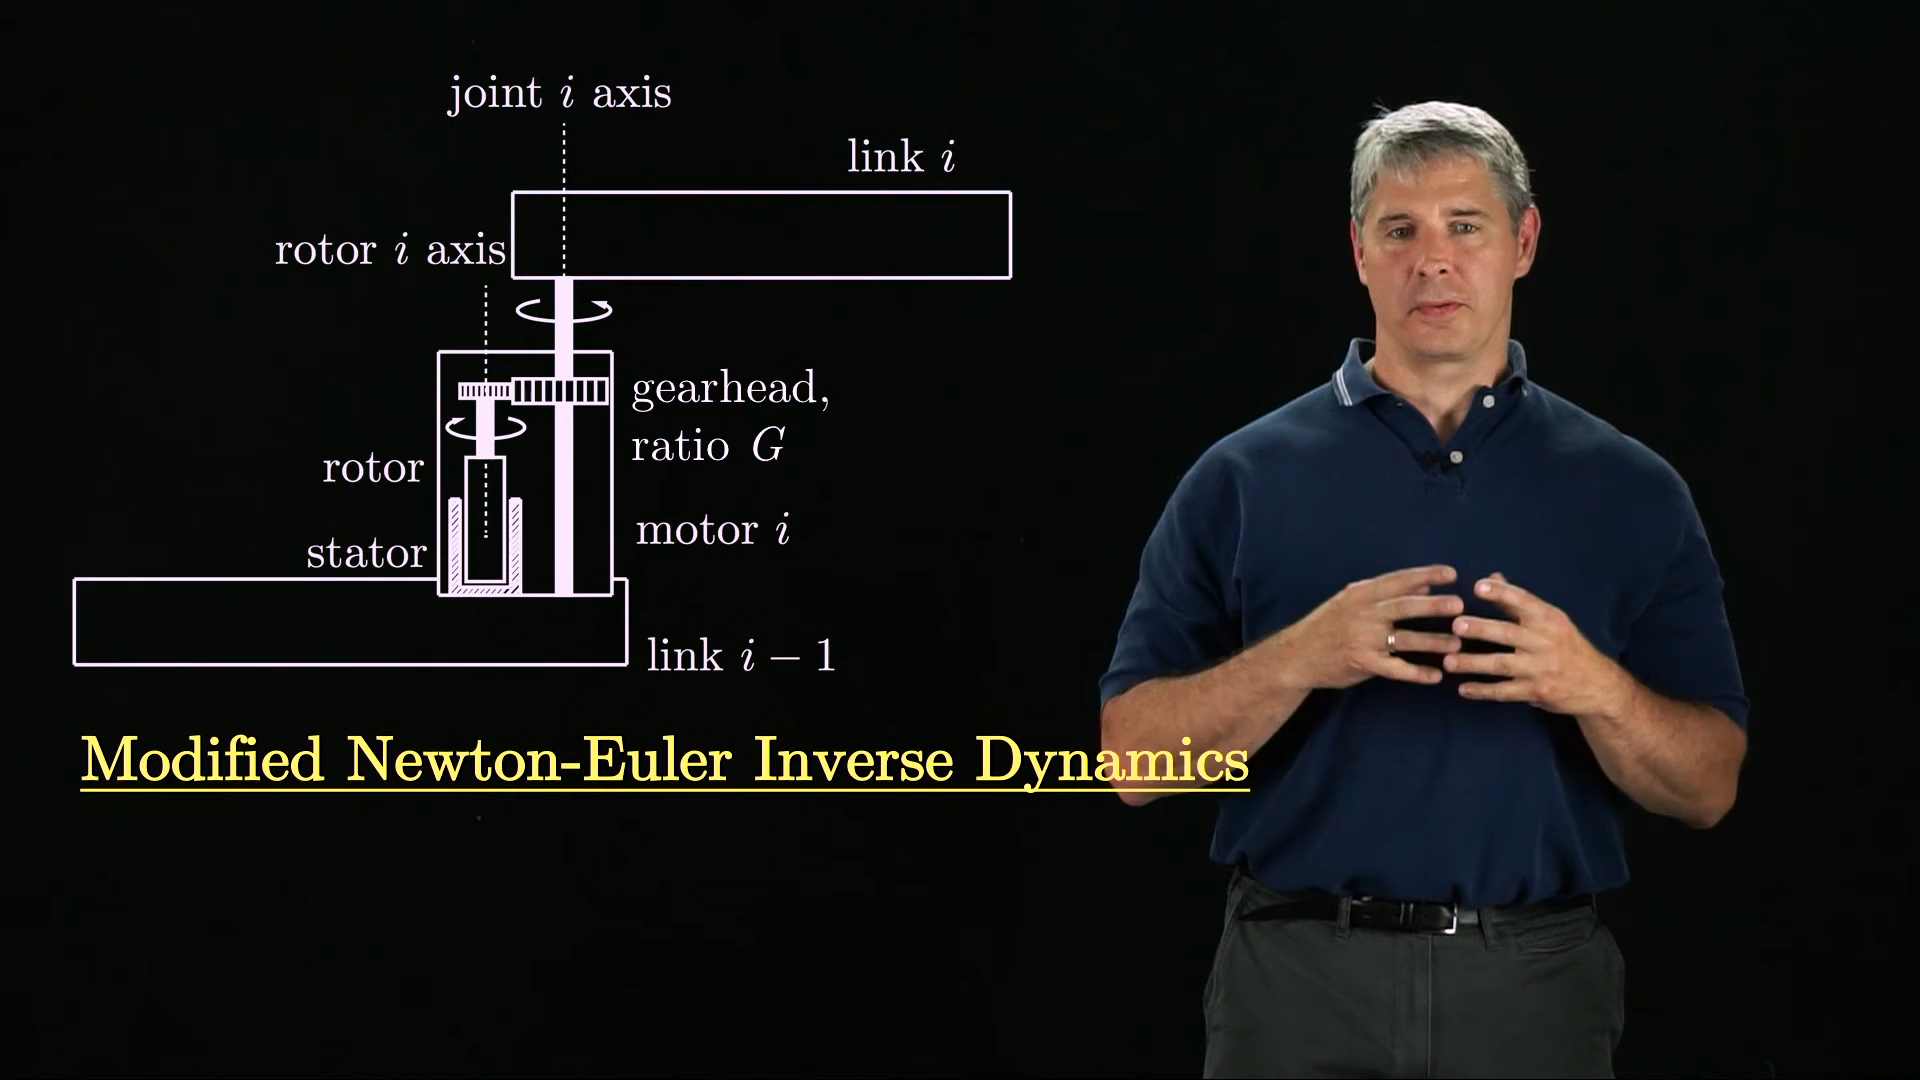 joint i axis
link i
rotor i axis
gearhead,
ratio G
rotor
motor i
stator
link i − 1
Modified Newton-Euler Inverse Dynamics